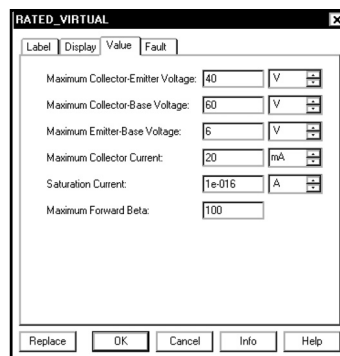 RATED_VIRTUAL
Label Display Value Fault
Maximum Collector-Emitter Voltage: 40 V
Maximum Collector-Base Voltage: 60 V
Maximum Emitter-Base Voltage: 6 V
Maximum Collector Current: 20 mA
Saturation Current: 1e-016 A
Maximum Forward Beta: 100
Replace OK Cancel Info Help